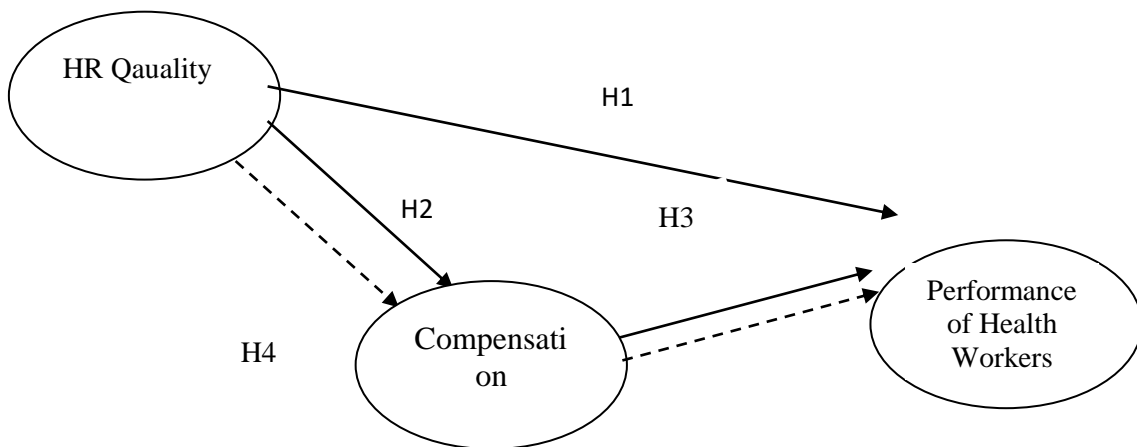 HR Qauality
H1
H2
H3
H4
Compensati
on
Performance
of Health
Workers